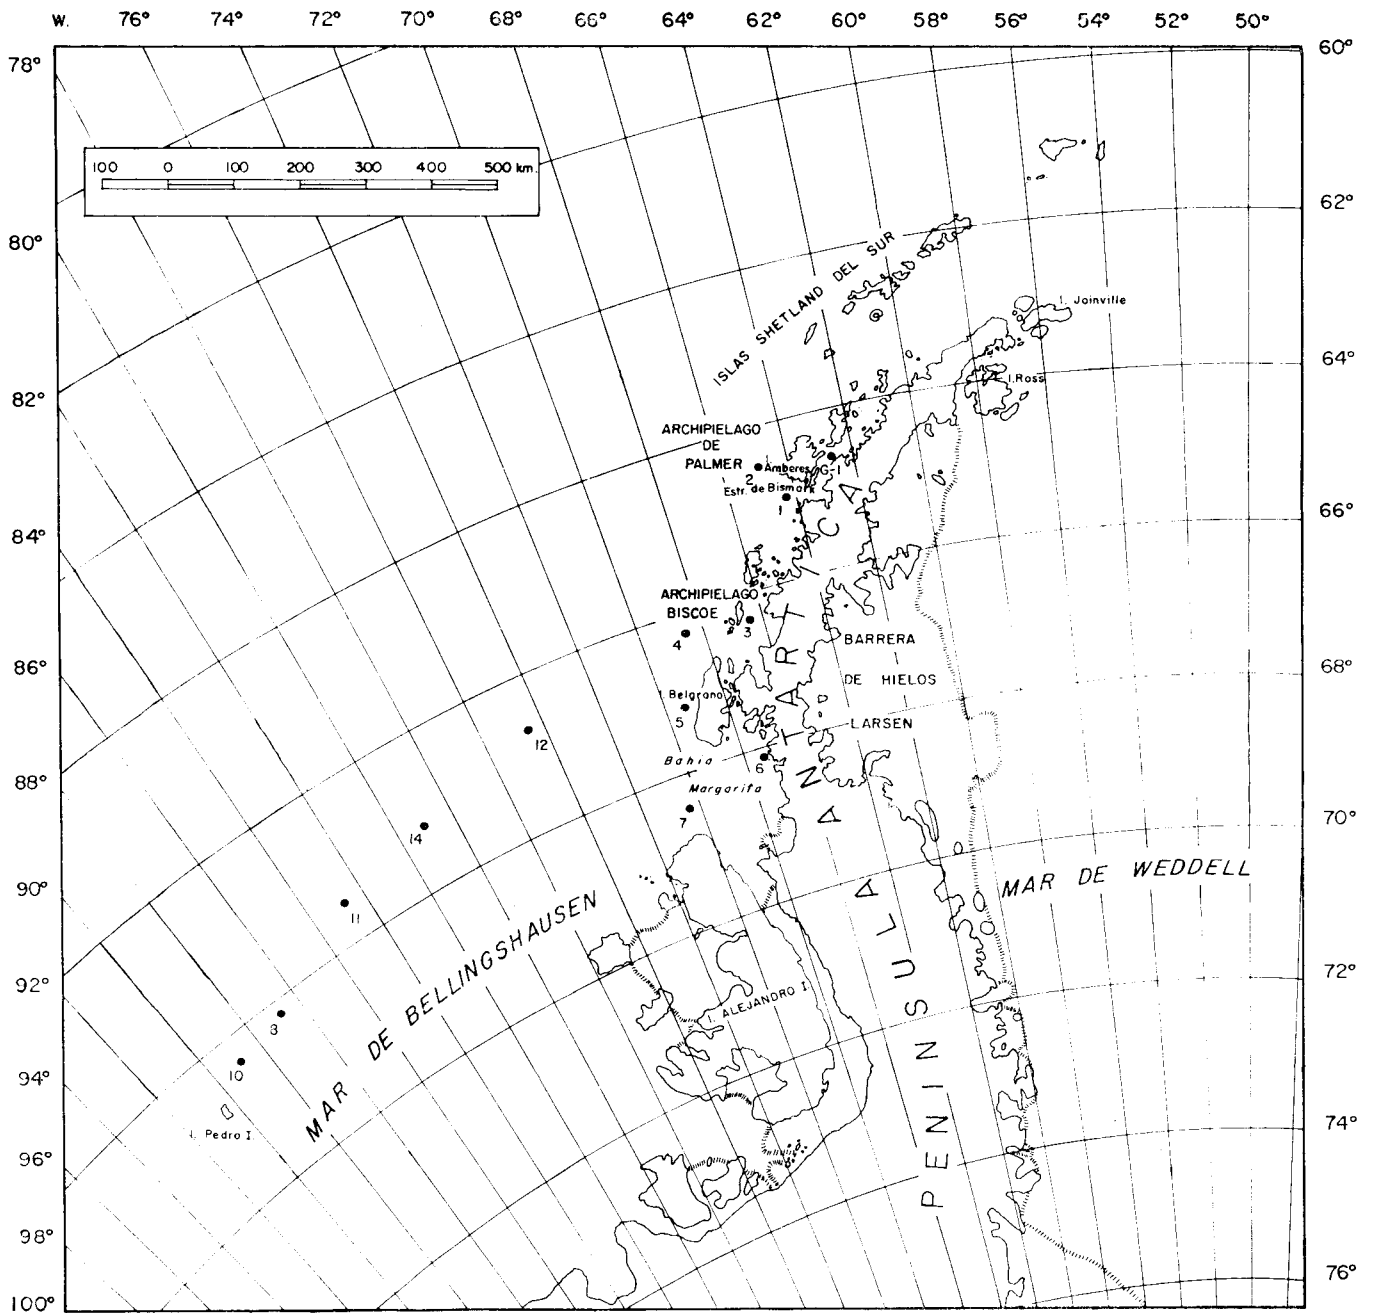 W. 76° 74° 72° 70° 68° 66° 64° 62° 60° 58° 56° 54° 52° 50°
60°
78°
100 0 100 200 300 400 500 km.
62°
80°
ISLAS SHETLAND DEL SUR
I. Joinville
64°
I. Ross
82°
ARCHIPIELAGO
DE
PALMER
2
I. Amberes
G-1
Estr. de Bismark
1
66°
84°
ARCHIPIELAGO
BISCOE
3
4
BARRERA
DE HIELOS
LARSEN
68°
86°
I. Belgrano
5
12
Bahia
Margarita
6
7
88°
14
70°
PENINSULA ANTARTICA
MAR DE WEDDELL
90°
11
MAR DE BELLINGSHAUSEN
72°
92°
I. ALEJANDRO I.
8
10
94°
I. Pedro I.
74°
96°
98°
76°
100°